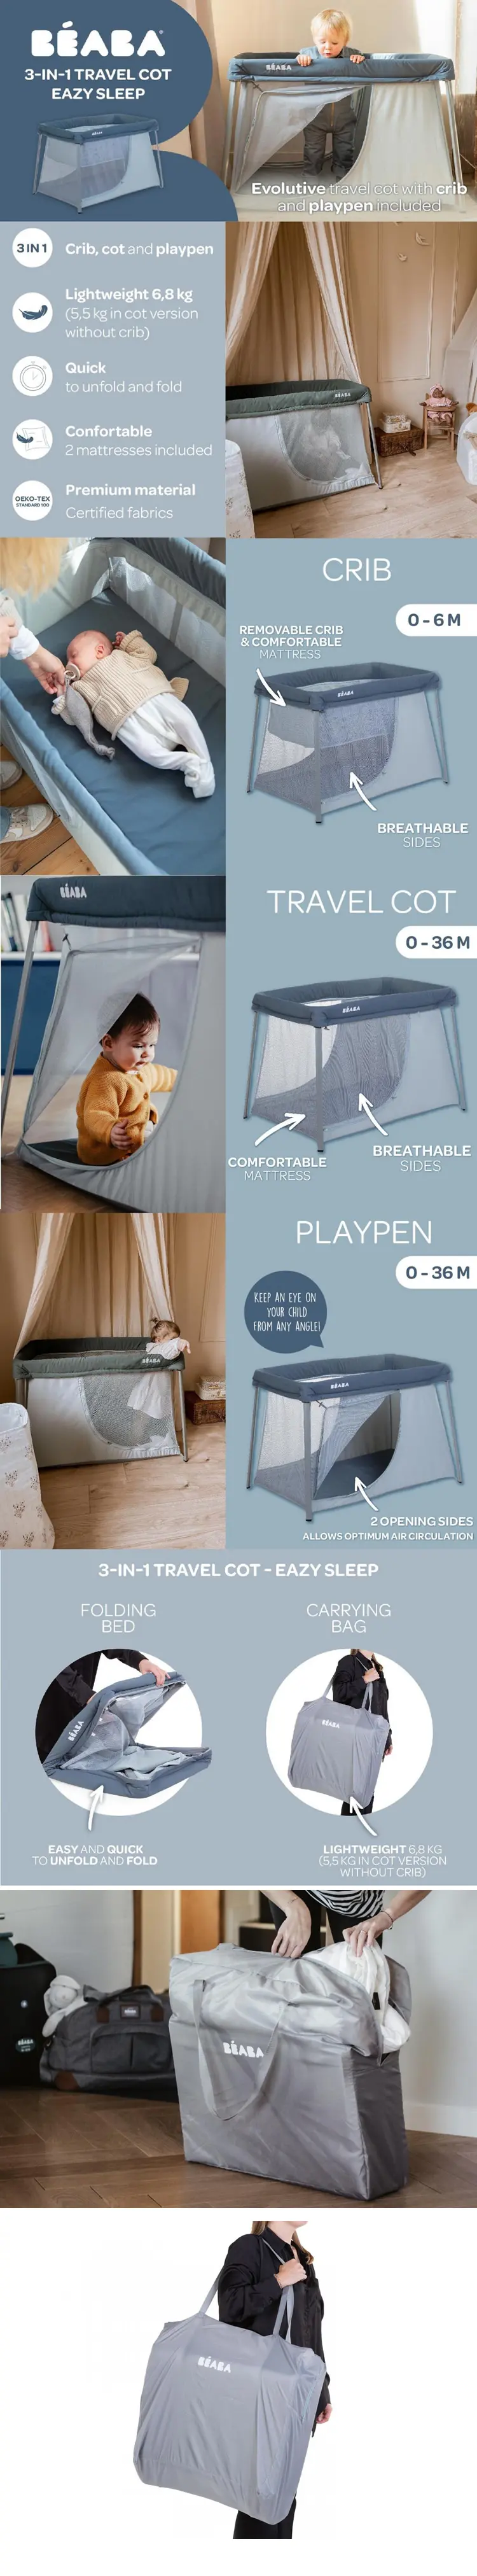 BÉABA
3-IN-1 TRAVEL COT
EAZY SLEEP
BÉABA
BÉABA
Evolutive travel cot with crib
and playpen included
3 IN 1
Crib, cot and playpen
Lightweight 6,8 kg
(5,5 kg in cot version
without crib)
Quick
to unfold and fold
Confortable
2 mattresses included
OEKO-TEX
STANDARD 100
Premium material
Certified fabrics
BÉABA
CRIB
0 - 6 M
REMOVABLE CRIB
& COMFORTABLE
MATTRESS
BÉABA
BREATHABLE
SIDES
BÉABA
TRAVEL COT
0 - 36 M
BÉABA
COMFORTABLE
MATTRESS
BREATHABLE
SIDES
PLAYPEN
0 - 36 M
KEEP AN EYE ON
YOUR CHILD
FROM ANY ANGLE!
BÉABA
BÉABA
2 OPENING SIDES
ALLOWS OPTIMUM AIR CIRCULATION
3-IN-1 TRAVEL COT - EAZY SLEEP
FOLDING
BED
CARRYING
BAG
BÉABA
BÉABA
EASY AND QUICK
TO UNFOLD AND FOLD
LIGHTWEIGHT 6,8 KG
(5,5 KG IN COT VERSION
WITHOUT CRIB)
BÉABA
BÉABA